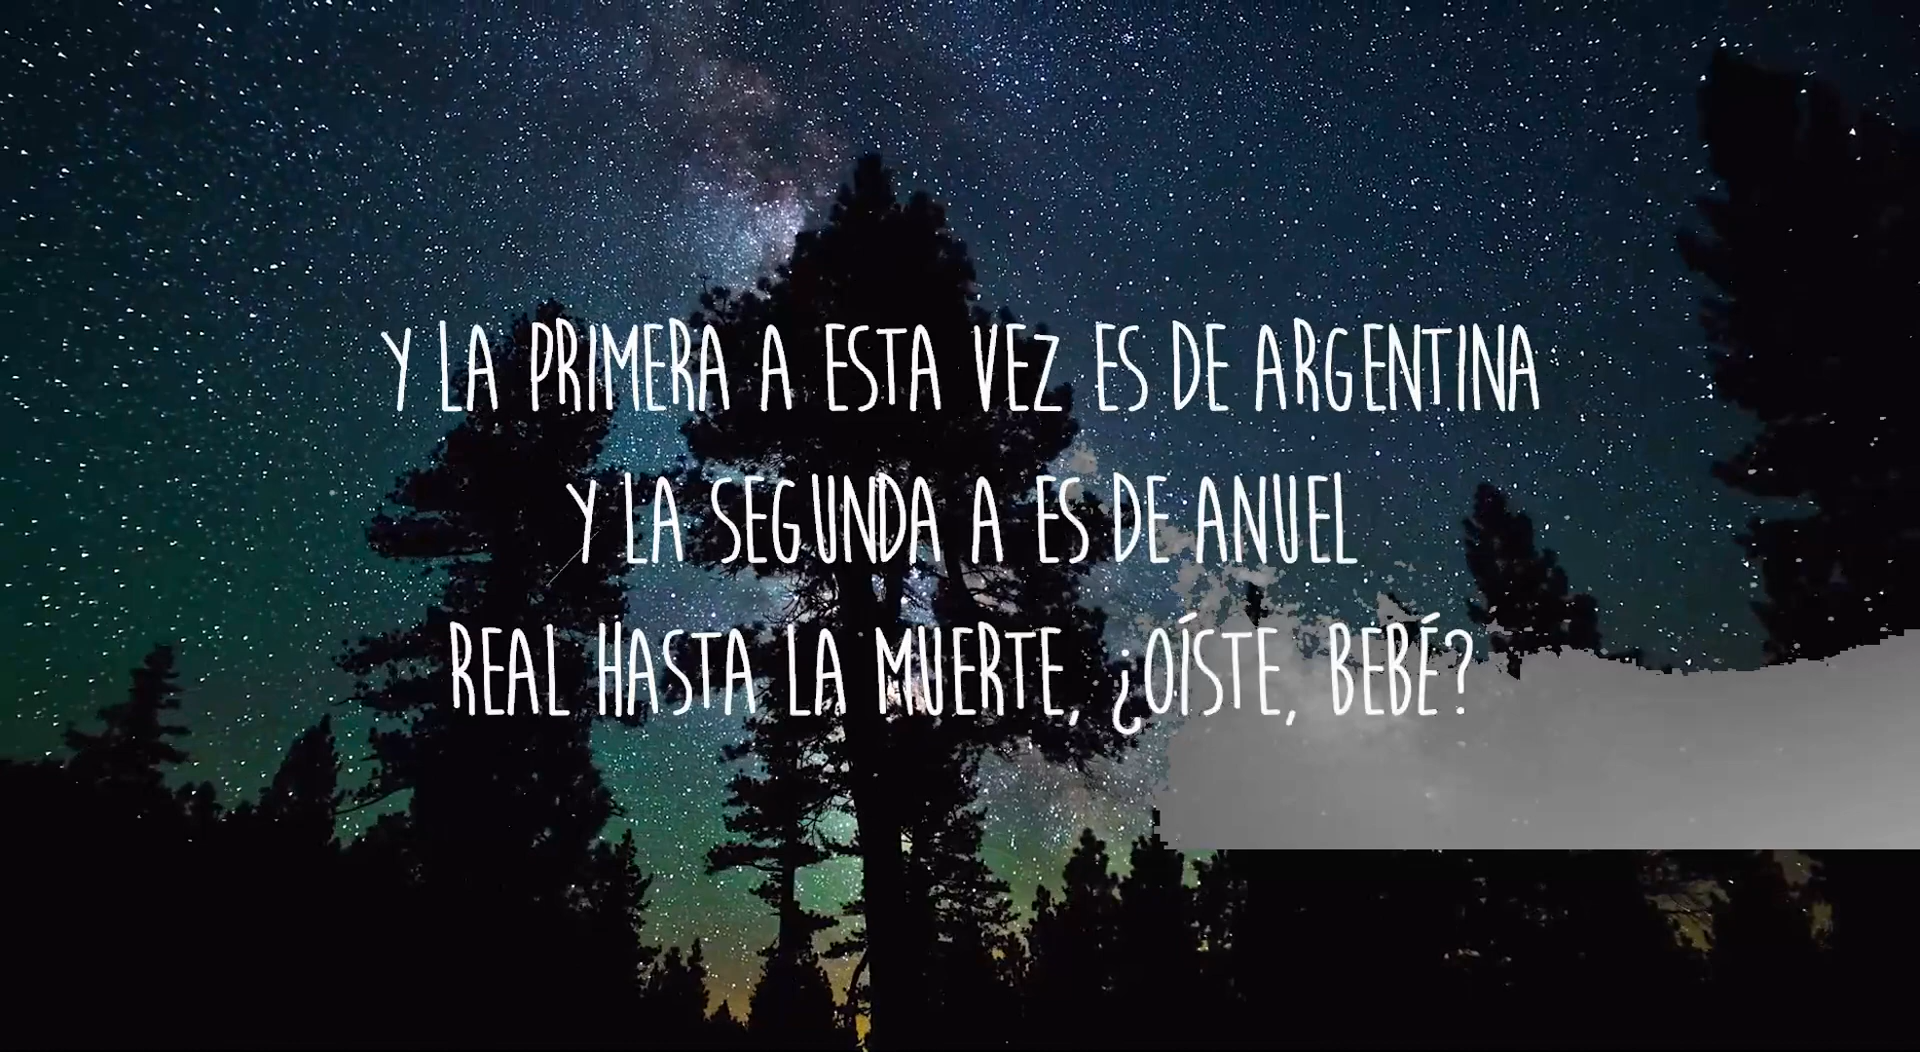 Y LA PRIMERA A ESTA VEZ ES DE ARGENTINA
Y LA SEGUNDA A ES DE ANUEL
REAL HASTA LA MUERTE, ¿OÍSTE, BEBÉ?